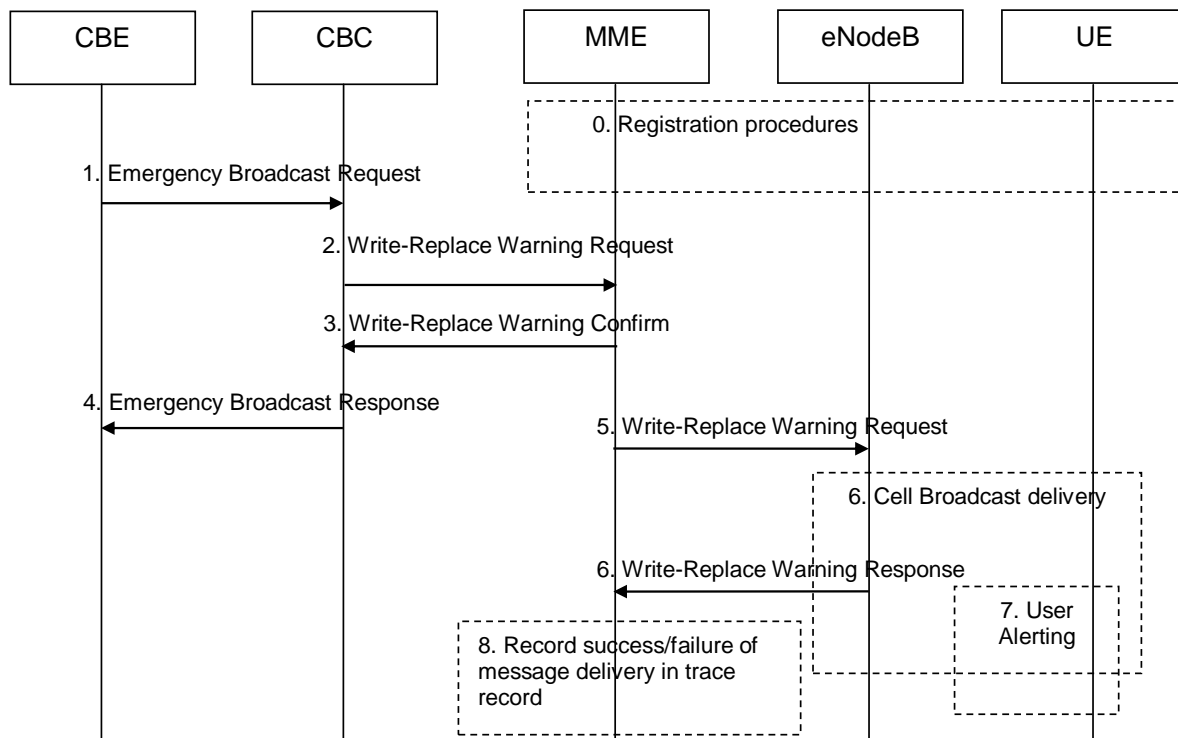 CBE
CBC
MME
eNodeB
UE
0. Registration procedures
1. Emergency Broadcast Request
2. Write-Replace Warning Request
3. Write-Replace Warning Confirm
4. Emergency Broadcast Response
5. Write-Replace Warning Request
6. Cell Broadcast delivery
6. Write-Replace Warning Response
7. User
Alerting
8. Record success/failure of
message delivery in trace
record